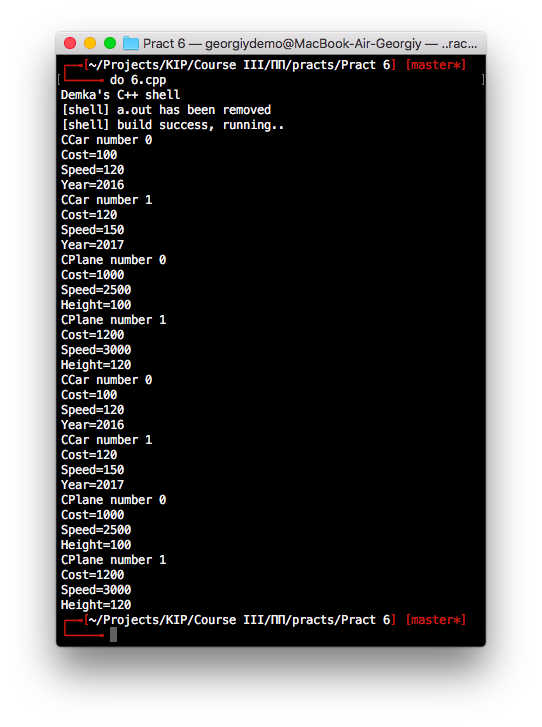 Pract 6 — georgiydemo@MacBook-Air-Georgiy — ..rac...
[~/Projects/KIP/Course III/ПП/practs/Pract 6] [master*]
do 6.cpp
Demka's C++ shell
[shell] a.out has been removed
[shell] build success, running..
CCar number 0
Cost=100
Speed=120
Year=2016
CCar number 1
Cost=120
Speed=150
Year=2017
CPlane number 0
Cost=1000
Speed=2500
Height=100
CPlane number 1
Cost=1200
Speed=3000
Height=120
CCar number 0
Cost=100
Speed=120
Year=2016
CCar number 1
Cost=120
Speed=150
Year=2017
CPlane number 0
Cost=1000
Speed=2500
Height=100
CPlane number 1
Cost=1200
Speed=3000
Height=120
[~/Projects/KIP/Course III/ПП/practs/Pract 6] [master*]